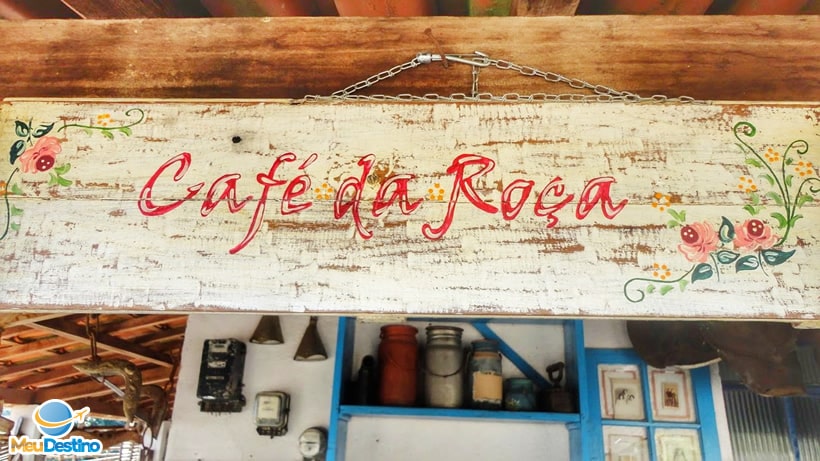 Café da Roça
MeuDestino